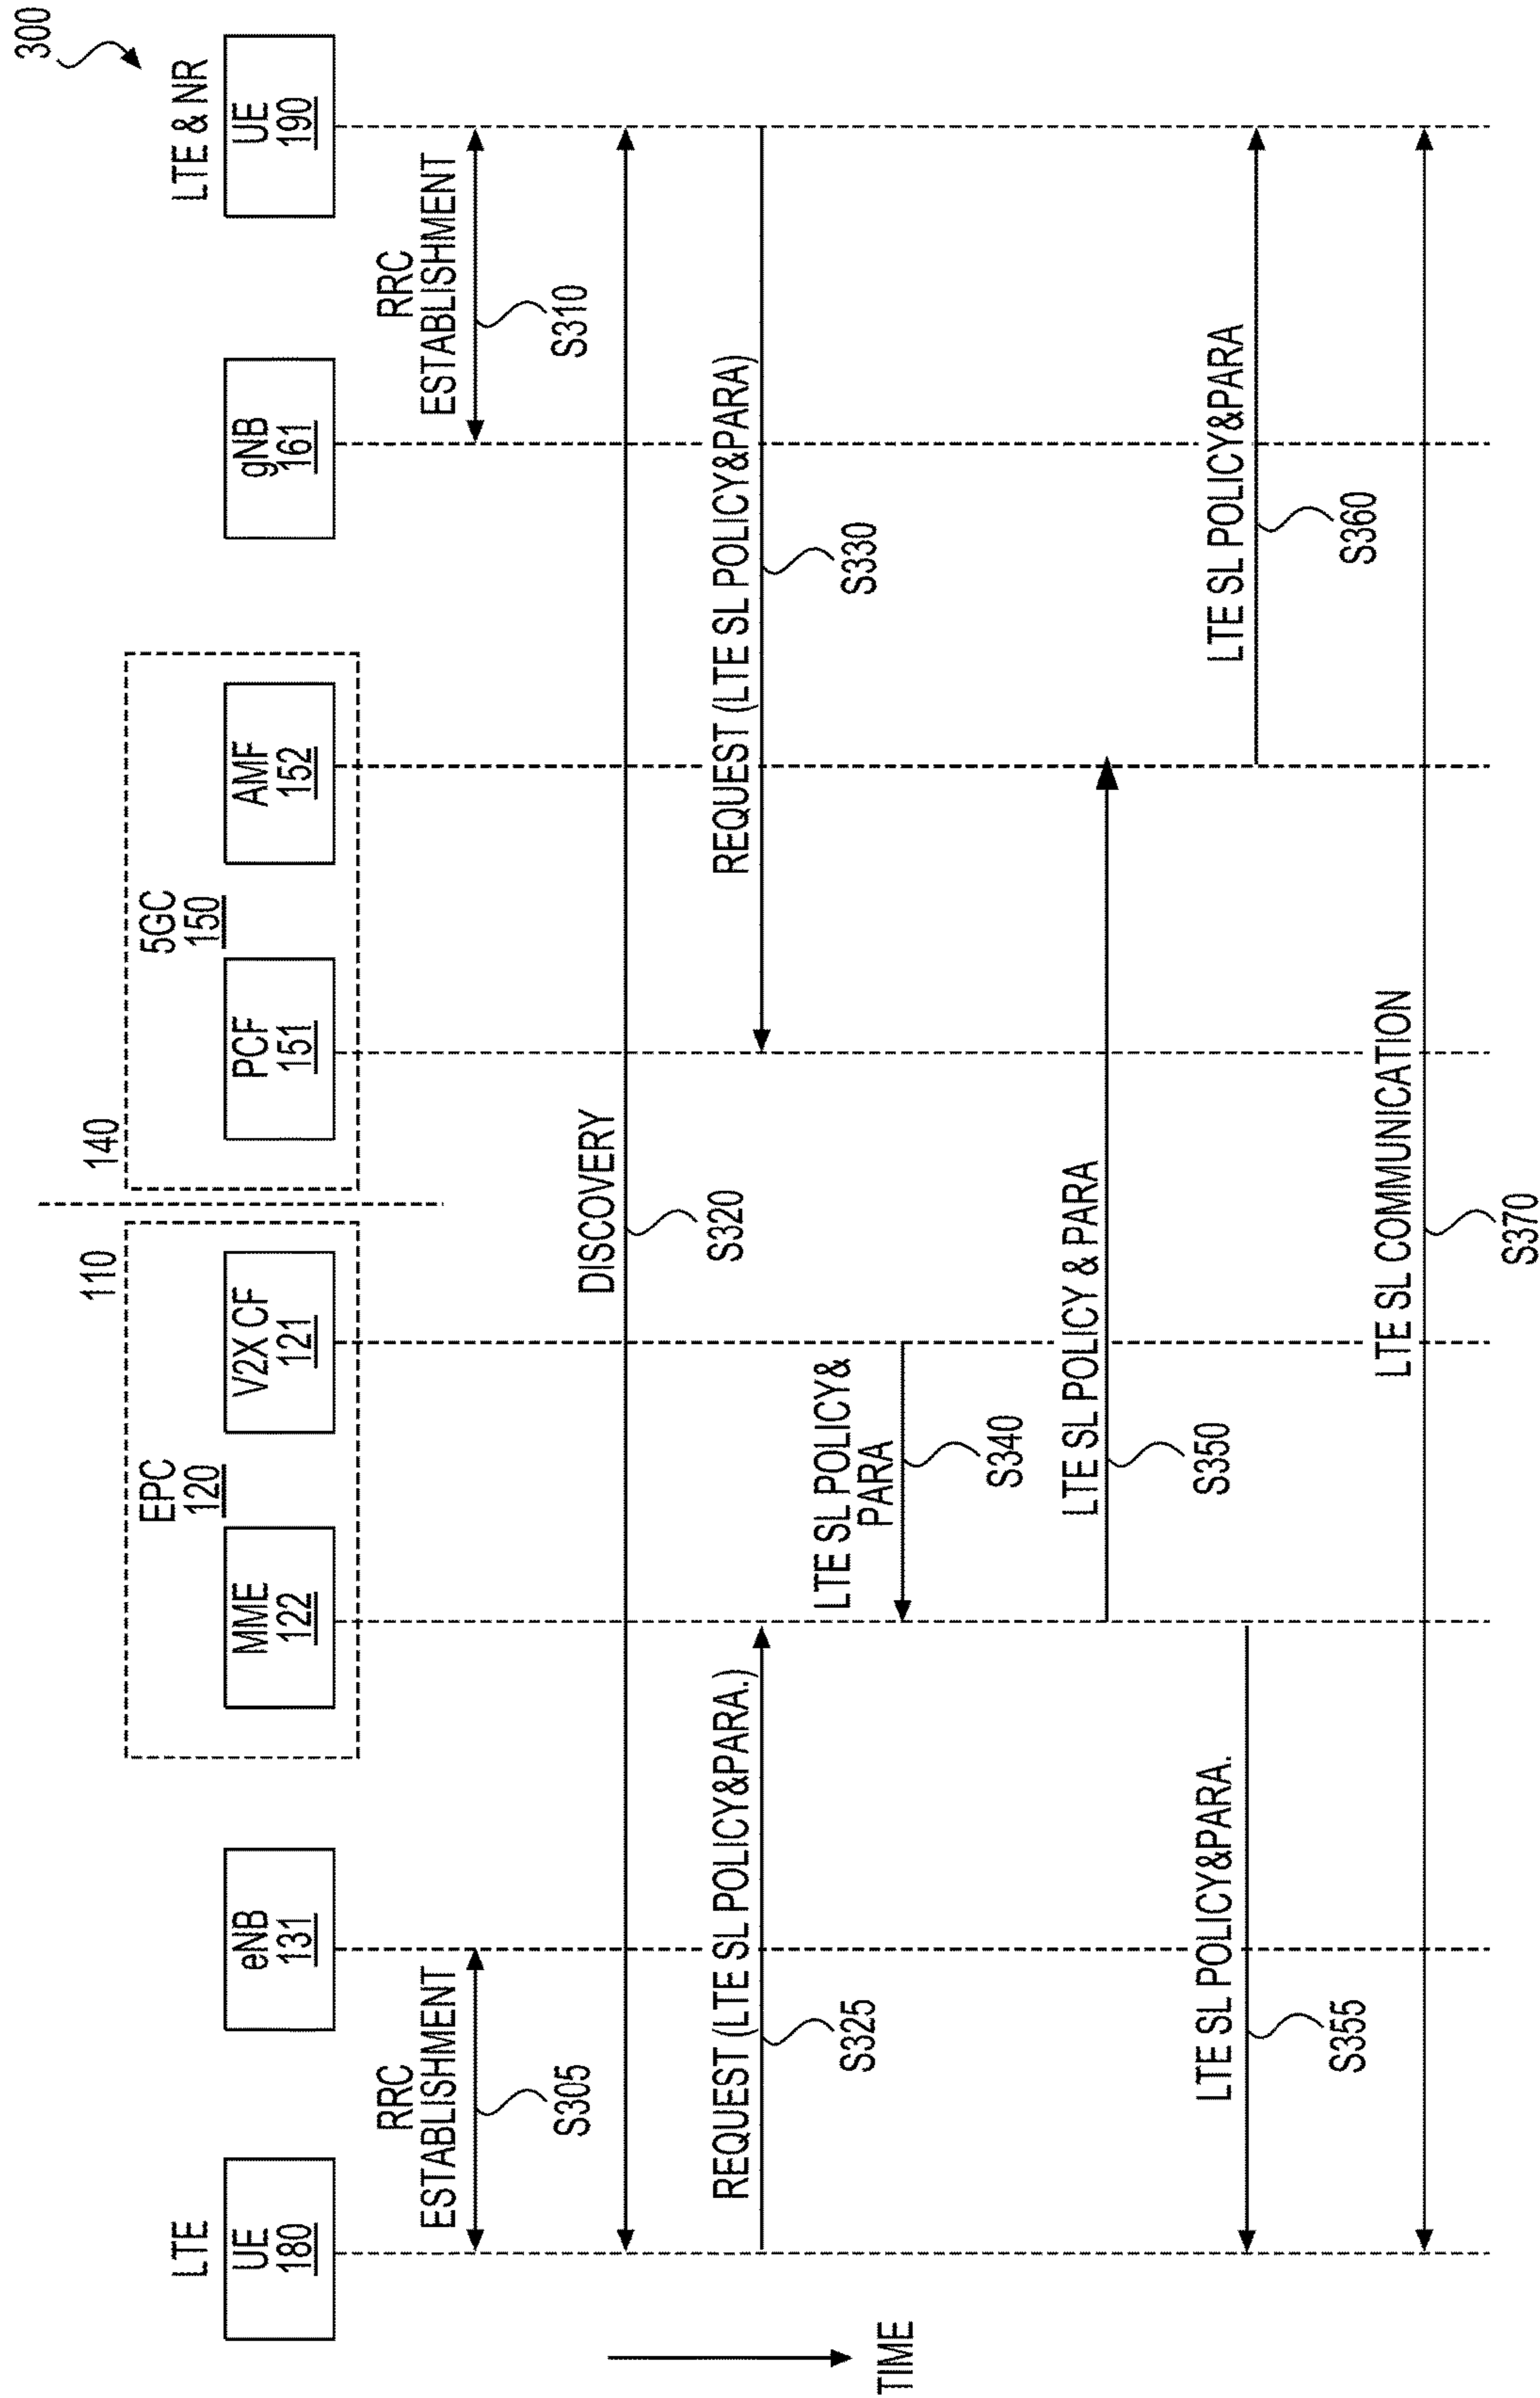 300
LTE
LTE & NR
110
140
EPC
120
5GC
150
UE
180
eNB
131
MME
122
V2X CF
121
PCF
151
AMF
152
gNB
161
UE
190
RRC
ESTABLISHMENT
S305
RRC
ESTABLISHMENT
S310
DISCOVERY
S320
TIME
REQUEST (LTE SL POLICY&PARA.)
S325
REQUEST (LTE SL POLICY&PARA)
S330
LTE SL POLICY&
PARA
S340
LTE SL POLICY & PARA
S350
LTE SL POLICY&PARA.
S355
LTE SL POLICY&PARA
S360
LTE SL COMMUNICATION
S370